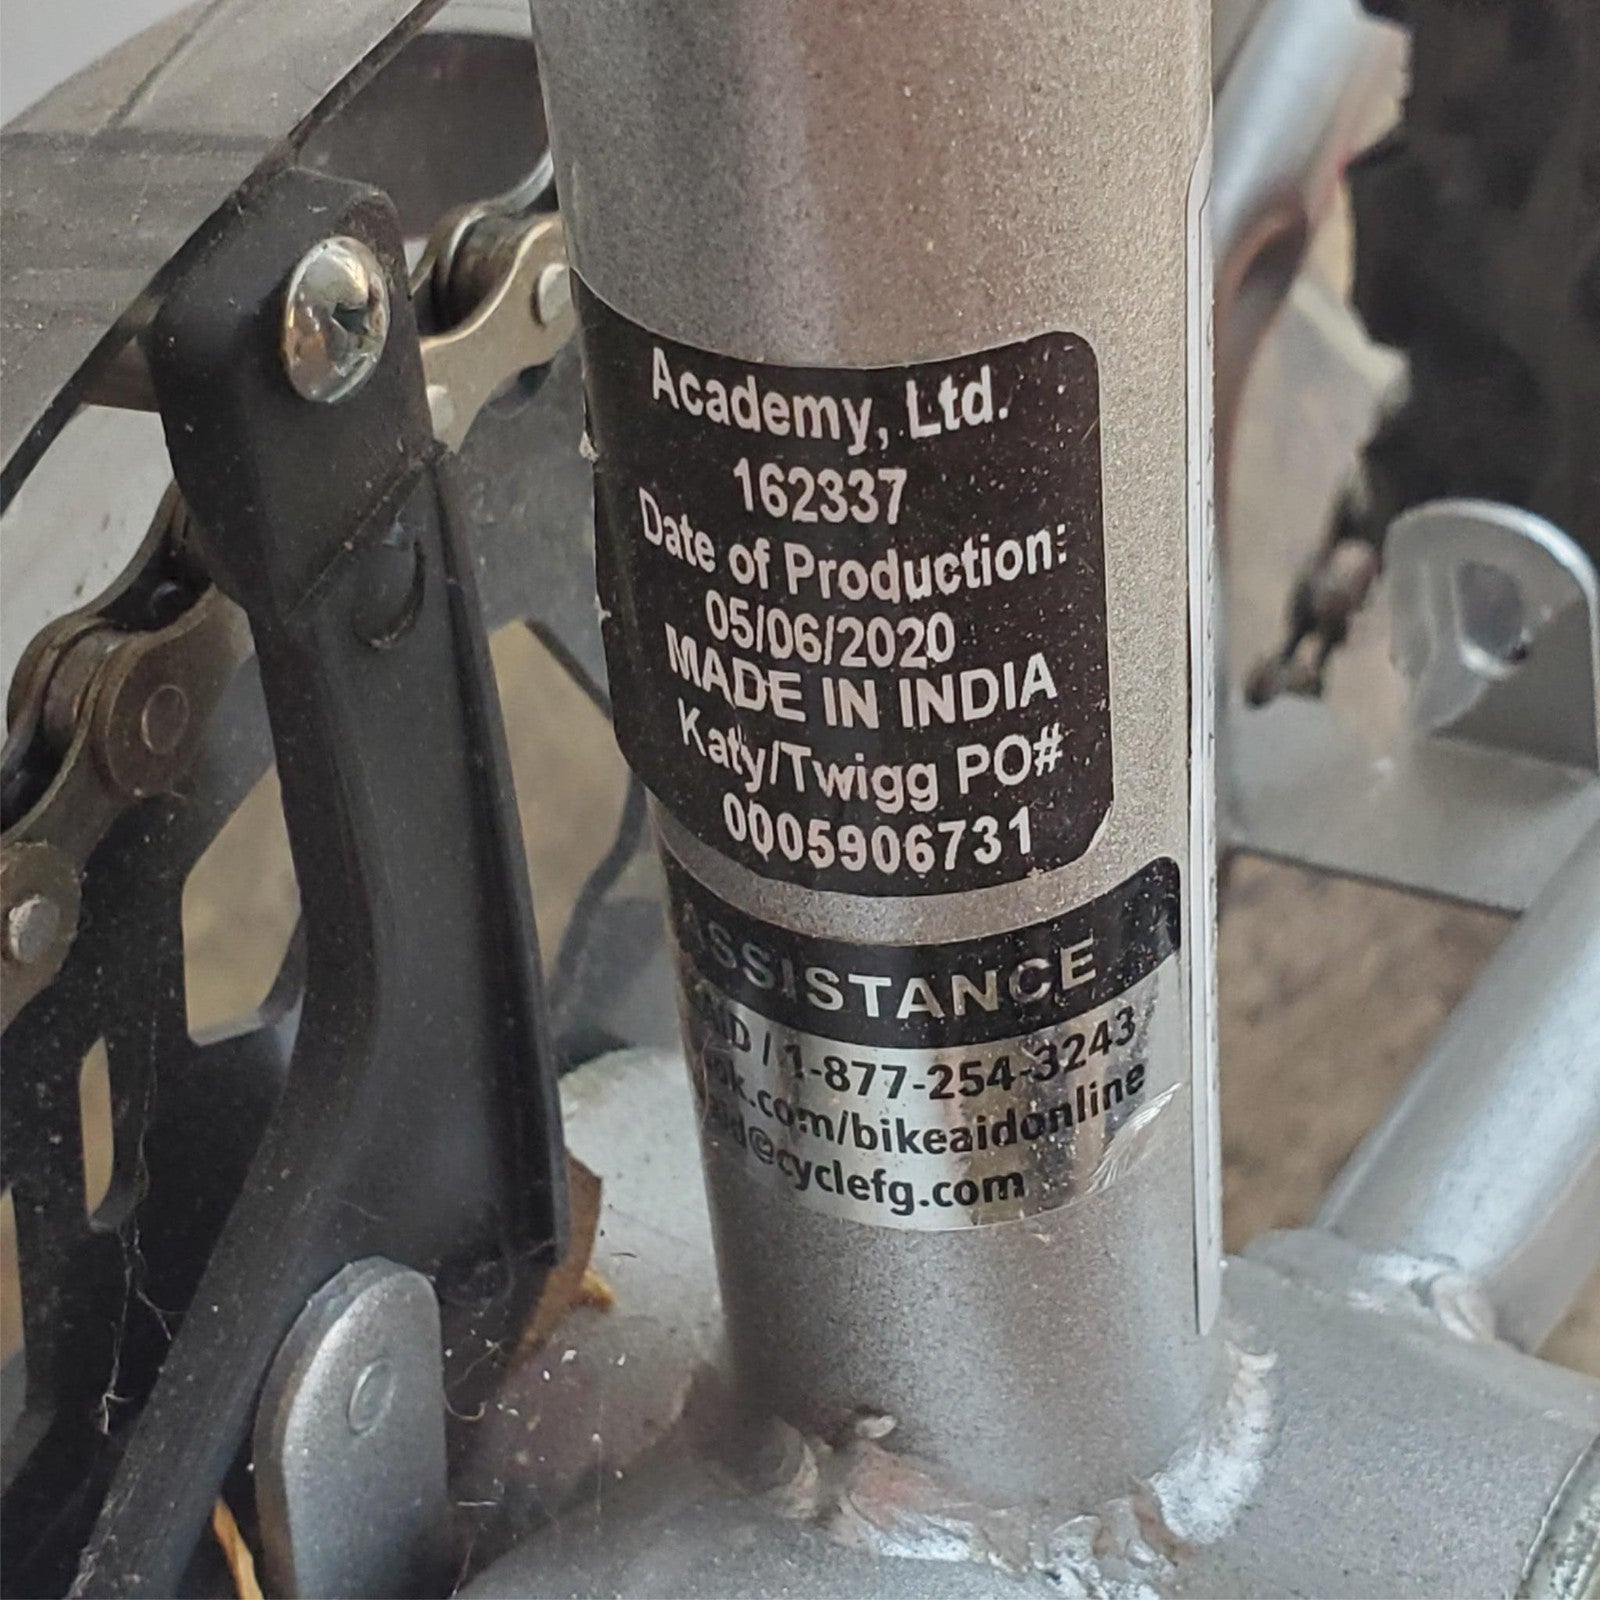 Academy, Ltd.
162337
Date of Production:
05/06/2020
MADE IN INDIA
Katy/Twigg PO#
0005906731
ASSISTANCE
/ 1-877-254-3243
.com/bikeaidonline
@cyclefg.com